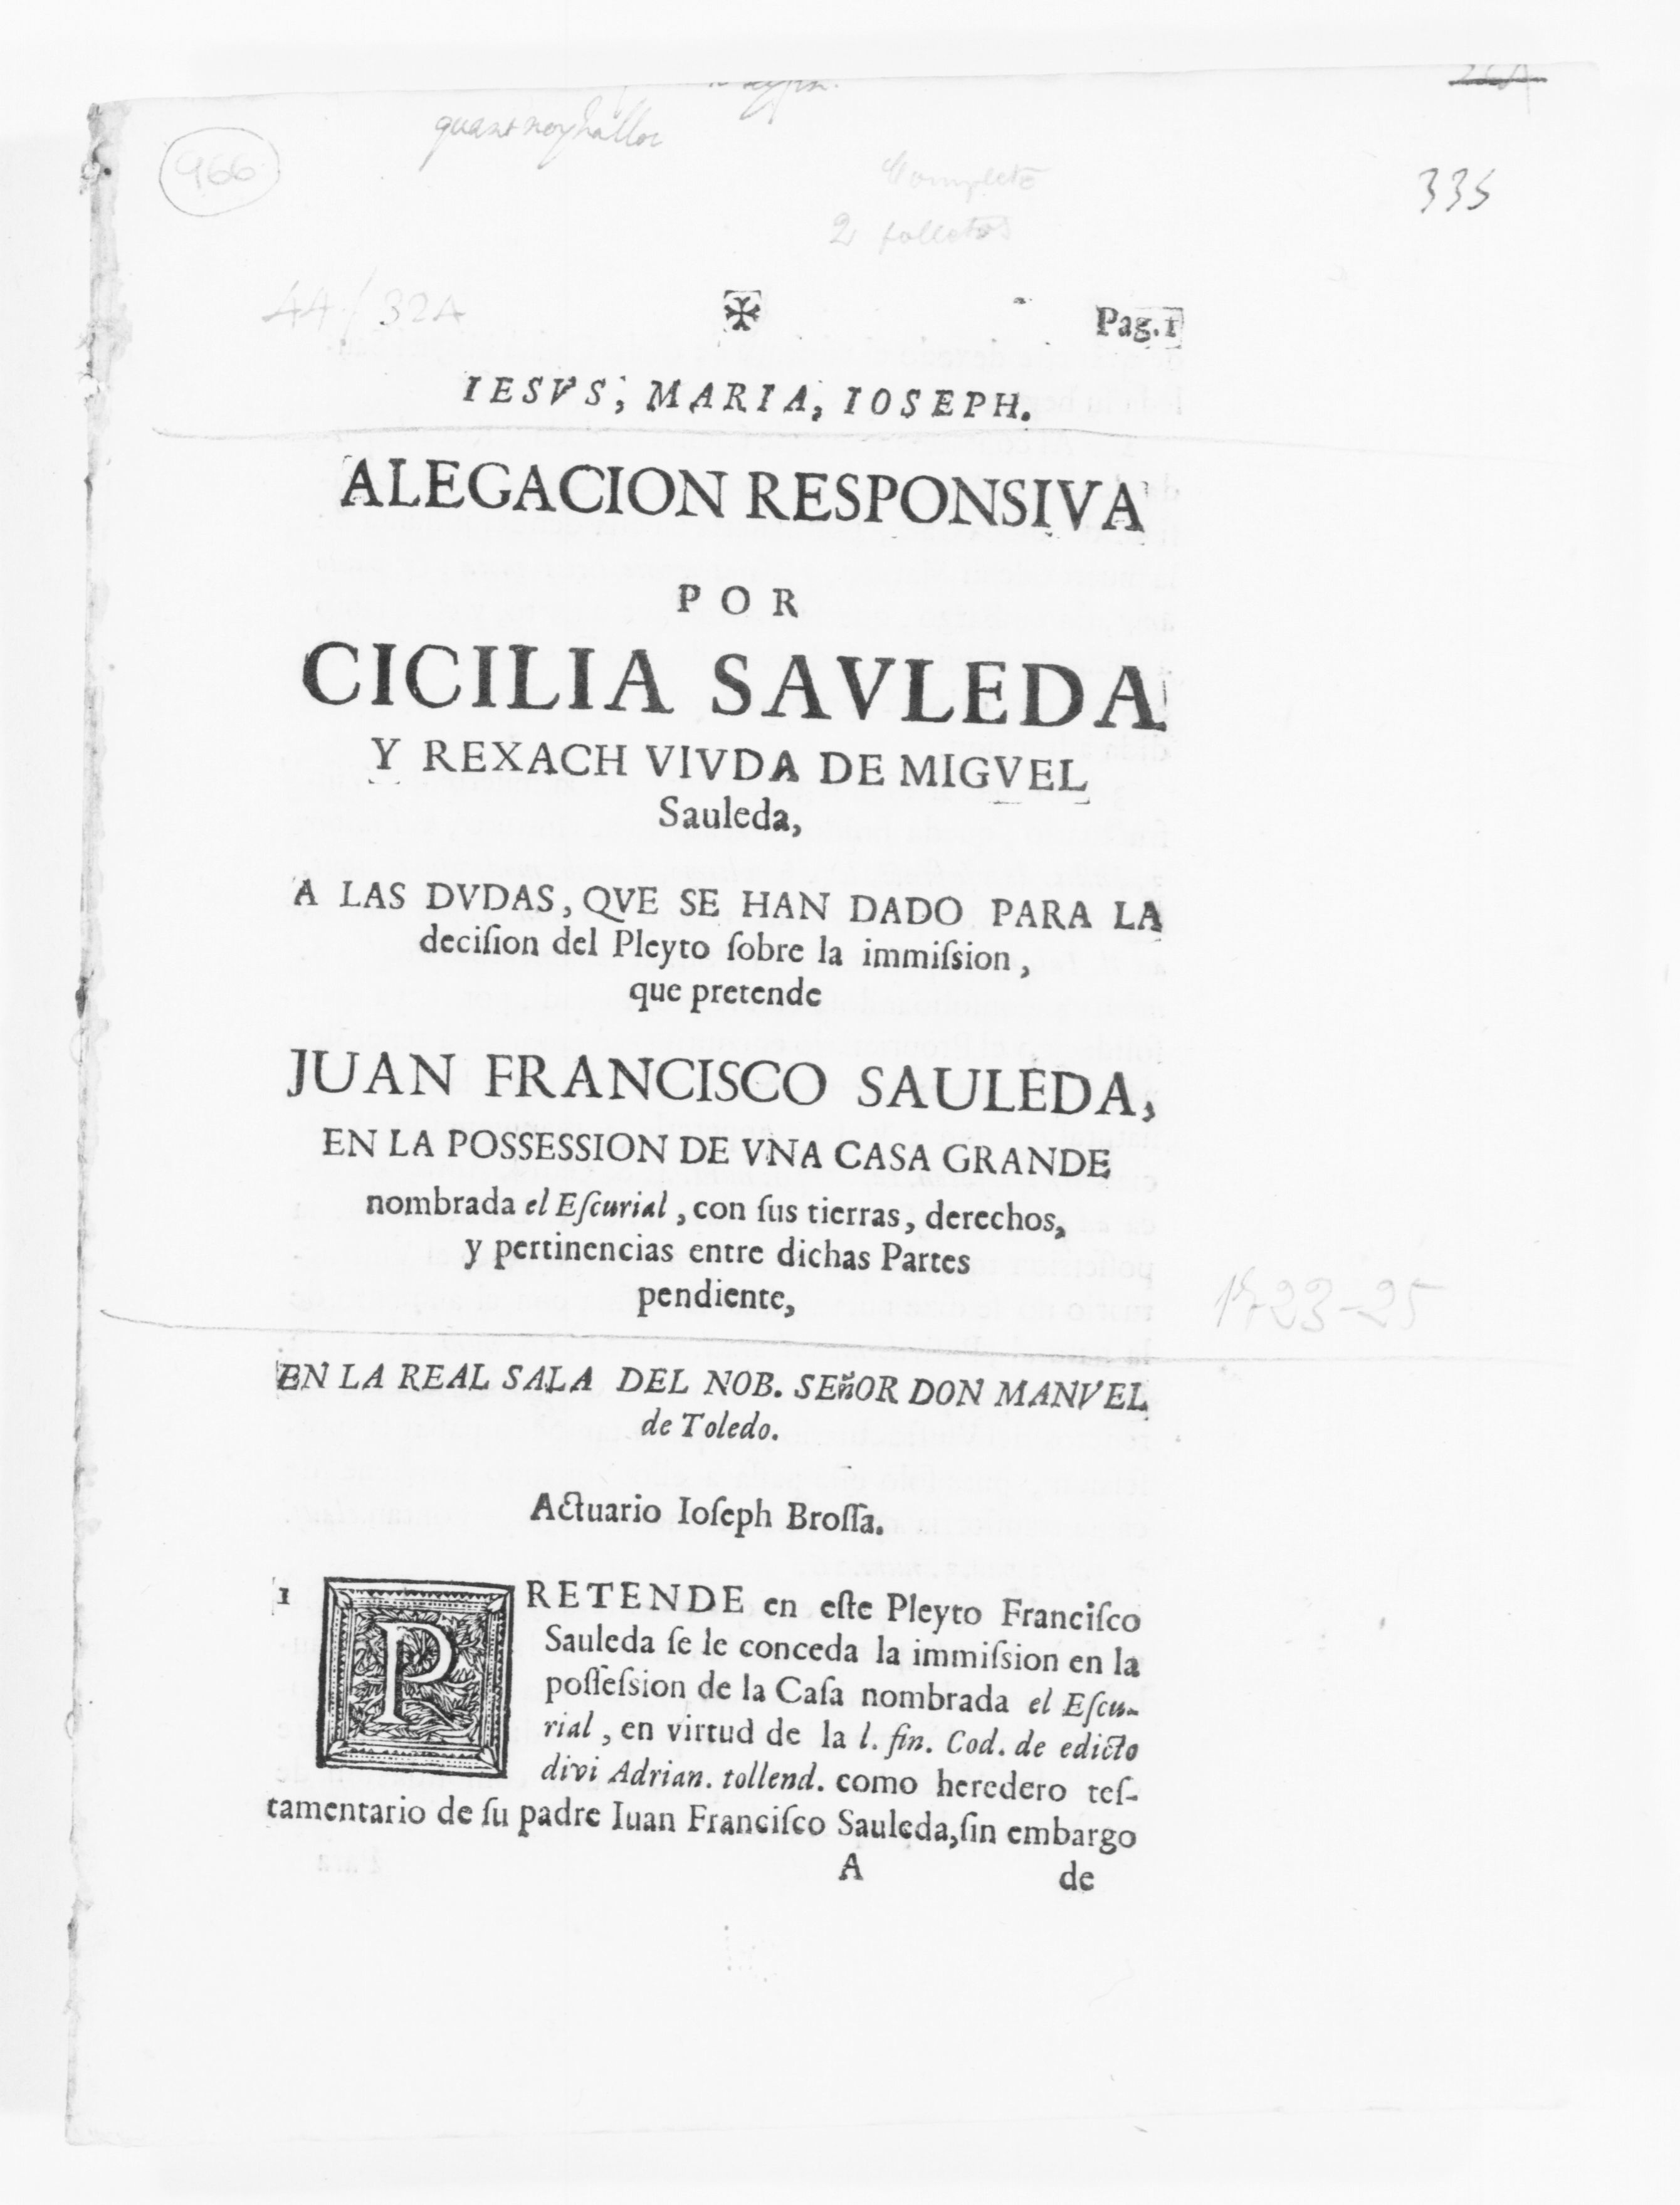 966
335
2 folletos
44/32A
Pag.1
IESVS, MARIA, IOSEPH.
ALEGACION RESPONSIVA
POR
CICILIA SAVLEDA
Y REXACH VIVDA DE MIGVEL
Sauleda,
A LAS DVDAS, QVE SE HAN DADO PARA LA
deciſion del Pleyto ſobre la immiſsion,
que pretende
JUAN FRANCISCO SAULEDA,
EN LA POSSESSION DE VNA CASA GRANDE
nombrada el Eſcurial, con ſus tierras, derechos,
y pertinencias entre dichas Partes
pendiente,
1723-25
EN LA REAL SALA DEL NOB. SEñOR DON MANVEL
de Toledo.
Actuario Ioſeph Broſſa.
1 PRETENDE en eſte Pleyto Franciſco
Sauleda ſe le conceda la immiſsion en la
poſſeſsion de la Caſa nombrada el Eſcu-
rial, en virtud de la l. fin. Cod. de edicto
divi Adrian. tollend. como heredero teſ-
tamentario de ſu padre Iuan Franciſco Sauleda, ſin embargo
A de